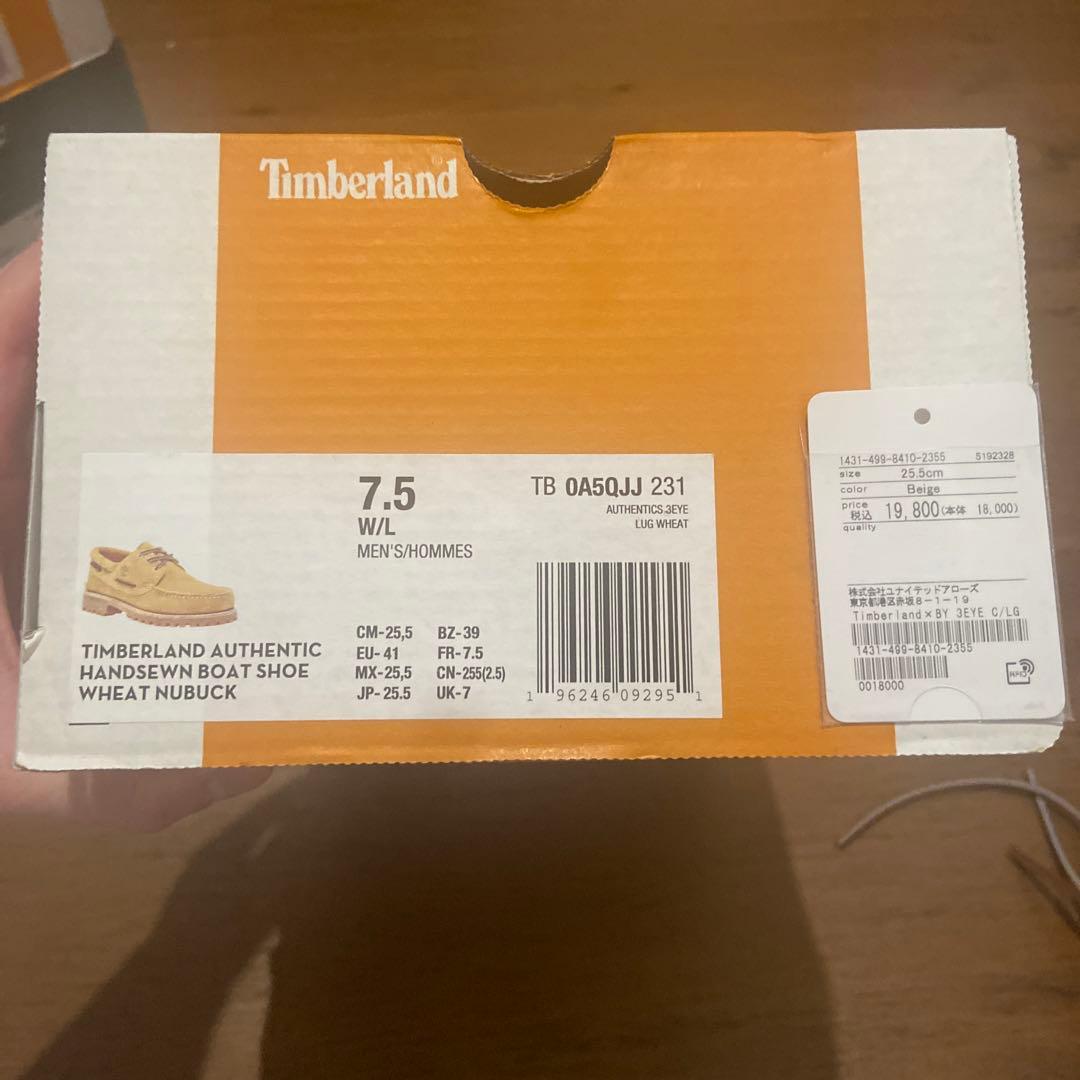 Timberland
7.5
W/L
MEN'S/HOMMES
TB 0A5QJJ 231
AUTHENTICS.3EYE
LUG WHEAT
TIMBERLAND AUTHENTIC
HANDSEWN BOAT SHOE
WHEAT NUBUCK
CM-25,5 BZ-39
EU- 41 FR-7.5
MX-25,5 CN-255(2.5)
JP-25.5 UK-7
1 96246 09295 1
1431-499-8410-2355 5192328
size 25.5cm
color Beige
price
税込 19,800(本体 18,000)
quality
株式会社ユナイテッドアローズ
東京都港区赤坂8-1-19
Timberland×BY 3EYE C/LG
1431-499-8410-2355
0018000
RFID